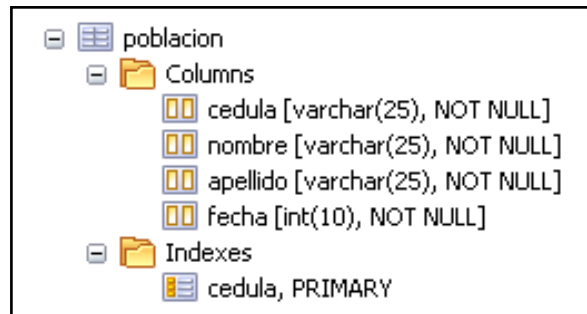 poblacion
Columns
cedula [varchar(25), NOT NULL]
nombre [varchar(25), NOT NULL]
apellido [varchar(25), NOT NULL]
fecha [int(10), NOT NULL]
Indexes
cedula, PRIMARY